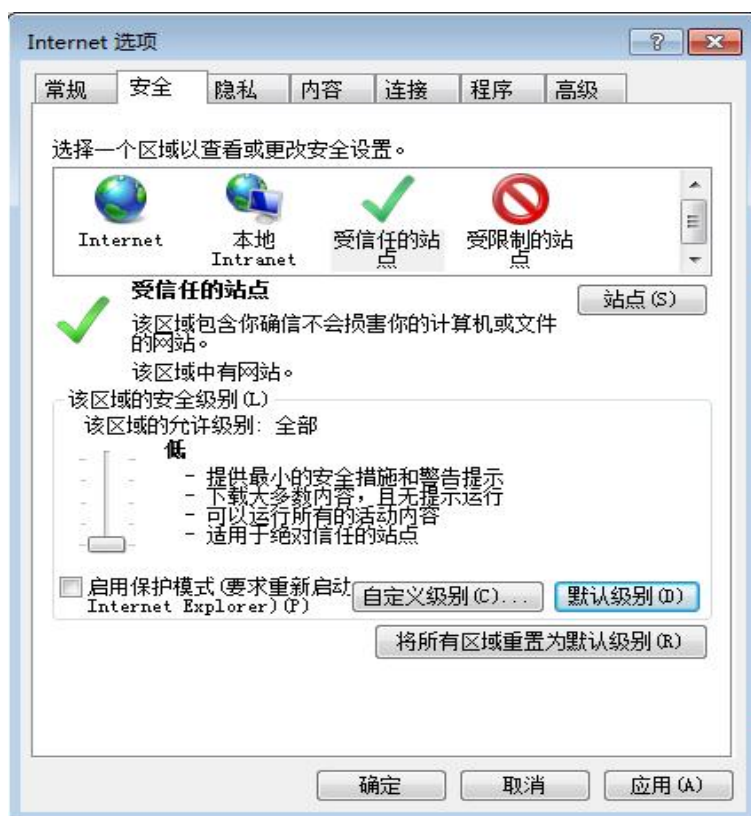 Internet 选项
常规 安全 隐私 内容 连接 程序 高级
选择一个区域以查看或更改安全设置。
Internet
本地
Intranet
受信任的站
点
受限制的站
点
受信任的站点
站点(S)
该区域包含你确信不会损害你的计算机或文件
的网站。
该区域中有网站。
该区域的安全级别(L)
该区域的允许级别: 全部
低
- 提供最小的安全措施和警告提示
- 下载大多数内容，且无提示运行
- 可以运行所有的活动内容
- 适用于绝对信任的站点
启用保护模式(要求重新启动
Internet Explorer)(P)
自定义级别(C)...
默认级别(D)
将所有区域重置为默认级别(R)
确定 取消 应用(A)